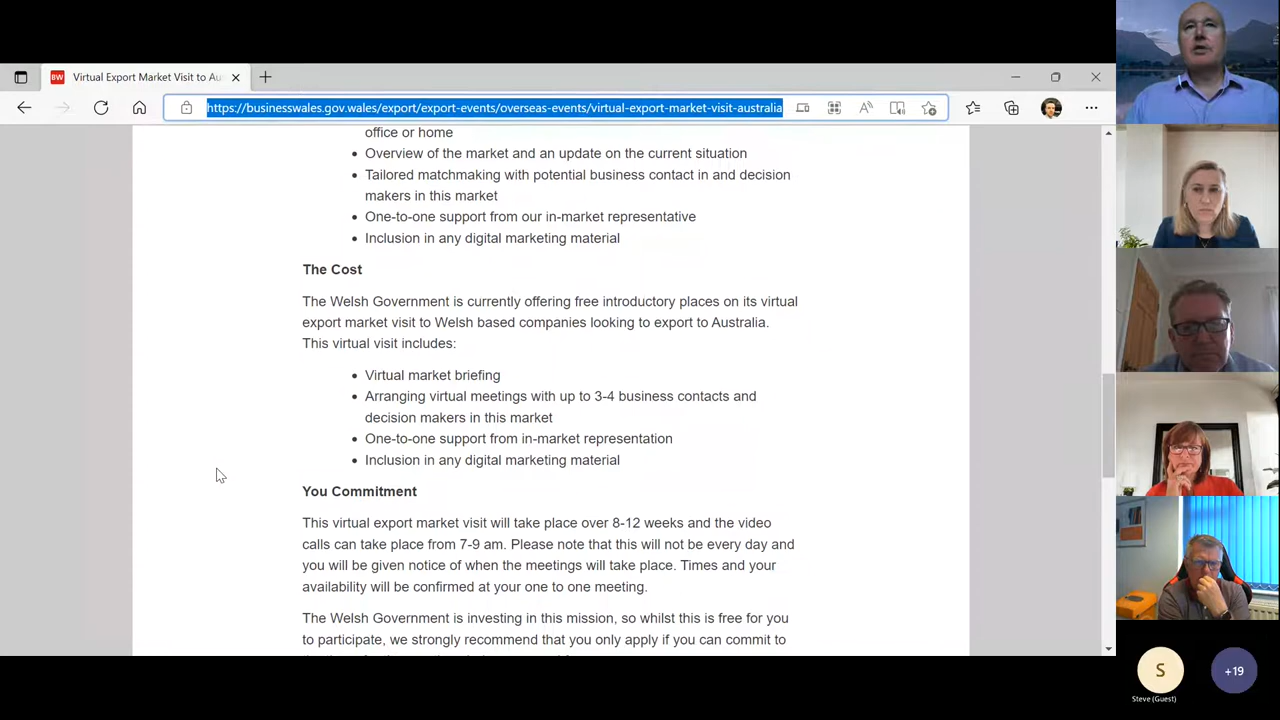 BW Virtual Export Market Visit to Au
https://businesswales.gov.wales/export/export-events/overseas-events/virtual-export-market-visit-australia
office or home
• Overview of the market and an update on the current situation
• Tailored matchmaking with potential business contact in and decision
makers in this market
• One-to-one support from our in-market representative
• Inclusion in any digital marketing material
The Cost
The Welsh Government is currently offering free introductory places on its virtual
export market visit to Welsh based companies looking to export to Australia.
This virtual visit includes:
• Virtual market briefing
• Arranging virtual meetings with up to 3-4 business contacts and
decision makers in this market
• One-to-one support from in-market representation
• Inclusion in any digital marketing material
You Commitment
This virtual export market visit will take place over 8-12 weeks and the video
calls can take place from 7-9 am. Please note that this will not be every day and
you will be given notice of when the meetings will take place. Times and your
availability will be confirmed at your one to one meeting.
The Welsh Government is investing in this mission, so whilst this is free for you
to participate, we strongly recommend that you only apply if you can commit to
S
Steve (Guest)
+19